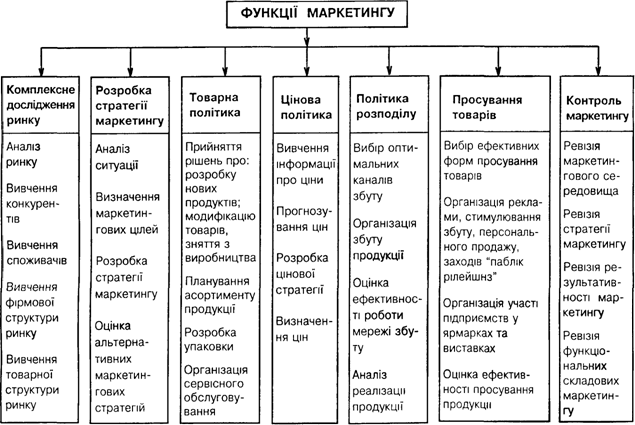 ФУНКЦІЇ МАРКЕТИНГУ
Комплексне
дослідження
ринку
Аналіз
ринку
Вивчення
конкурен-
тів
Вивчення
споживачів
Вивчення
фірмової
структури
ринку
Вивчення
товарної
структури
ринку
Розробка
стратегії
маркетингу
Аналіз
ситуації
Визначення
маркетин-
гових цілей
Розробка
стратегії
маркетингу
Оцінка
альтерна-
тивних
маркетин-
гових
стратегій
Товарна
політика
Прийняття
рішень про:
розробку
нових
продуктів;
модифікацію
товарів,
зняття з
виробництва
Планування
асортименту
продукції
Розробка
упаковки
Організація
сервісного
обслугову-
вання
Цінова
політика
Вивчення
інформації
про ціни
Прогнозу-
вання цін
Розробка
цінової
стратегії
Визначен-
ня цін
Політика
розподілу
Вибір опти-
мальних
каналів
збуту
Організація
збуту
продукції
Оцінка
ефективнос-
ті роботи
мережі збу-
ту
Аналіз
реалізації
продукції
Просування
товарів
Вибір ефективних
форм просування
товарів
Організація рекла-
ми, стимулювання
збуту, персональ-
ного продажу,
заходів "паблік
рілейшнз"
Організація участі
підприємств у
ярмарках та
виставках
Оцінка ефектив-
ності просування
продукції
Контроль
маркетингу
Ревізія
маркетин-
гового се-
редовища
Ревізія
стратегії
маркетингу
Ревізія ре-
зультатив-
ності мар-
кетингу
Ревізія
функціо-
нальних
складових
маркетин-
гу